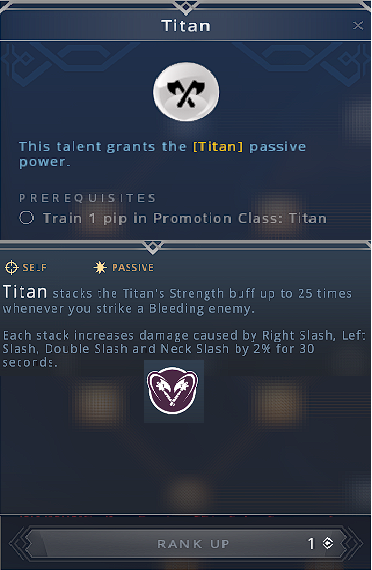 Titan
This talent grants the [Titan] passive
power.
PREREQUISITES
Train 1 pip in Promotion Class: Titan
SELF PASSIVE
Titan stacks the Titan's Strength buff up to 25 times
whenever you strike a Bleeding enemy.
Each stack increases damage caused by Right Slash, Left
Slash, Double Slash and Neck Slash by 2% for 30
seconds.
RANK UP 1